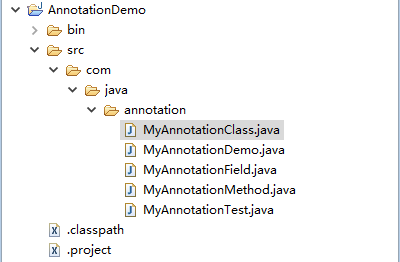 AnnotationDemo
bin
src
com
java
annotation
MyAnnotationClass.java
MyAnnotationDemo.java
MyAnnotationField.java
MyAnnotationMethod.java
MyAnnotationTest.java
.classpath
.project